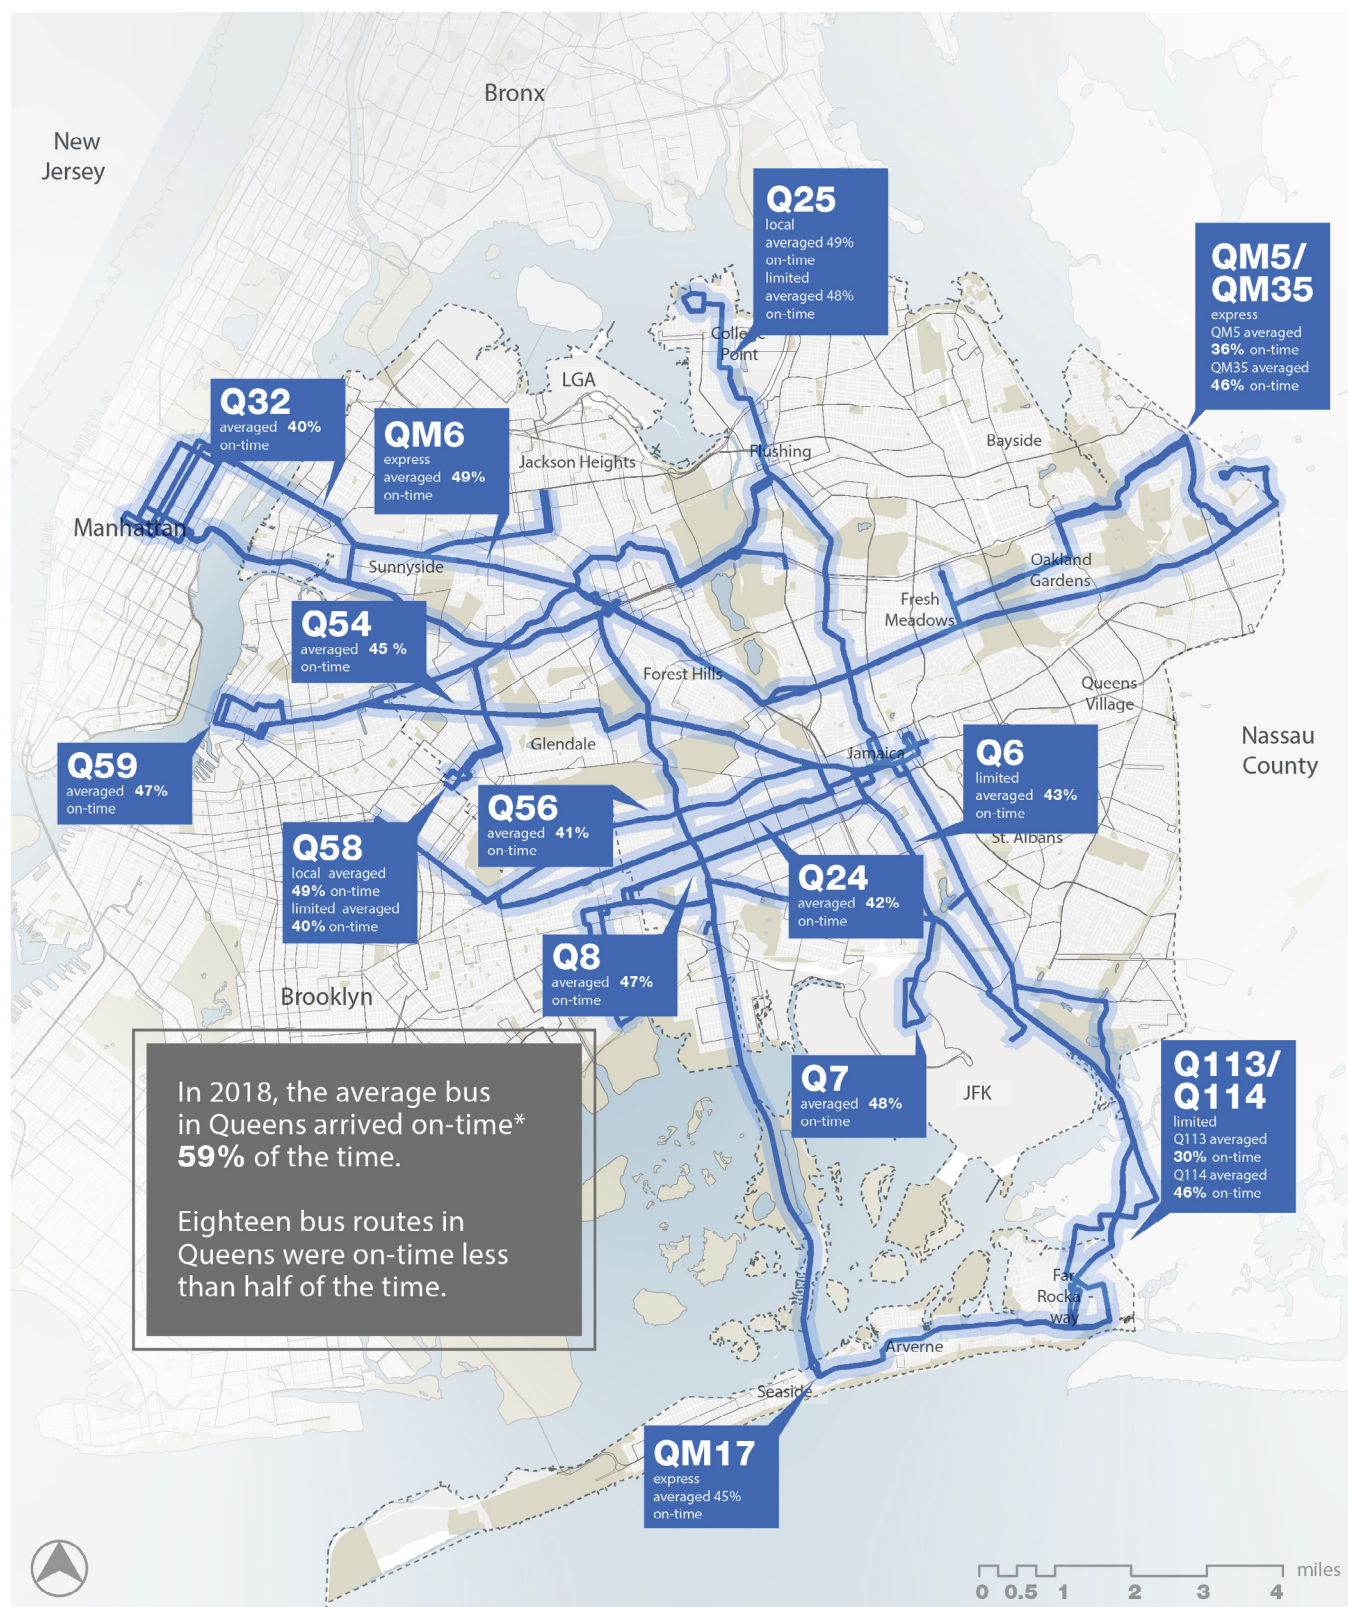 Bronx
New
Jersey
Q25
local
averaged 49%
on-time
limited
averaged 48%
on-time
QM5/
QM35
express
QM5 averaged
36% on-time
QM35 averaged
46% on-time
College
Point
LGA
Q32
averaged 40%
on-time
QM6
express
averaged 49%
on-time
Jackson Heights
Flushing
Bayside
Manhattan
Sunnyside
Oakland
Gardens
Fresh
Meadows
Q54
averaged 45 %
on-time
Forest Hills
Queens
Village
Glendale
Jamaica
Nassau
County
Q59
averaged 47%
on-time
Q6
limited
averaged 43%
on-time
St. Albans
Q56
averaged 41%
on-time
Q58
local averaged
49% on-time
limited averaged
40% on-time
Q24
averaged 42%
on-time
Q8
averaged 47%
on-time
Brooklyn
In 2018, the average bus
in Queens arrived on-time*
59% of the time.
Eighteen bus routes in
Queens were on-time less
than half of the time.
Q7
averaged 48%
on-time
JFK
Q113/
Q114
limited
Q113 averaged
30% on-time
Q114 averaged
46% on-time
Far
Rocka -
way
Arverne
Seaside
QM17
express
averaged 45%
on-time
miles
0 0.5 1 2 3 4